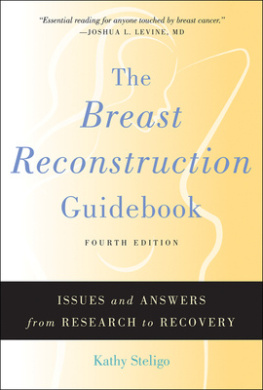 "Essential reading for anyone touched by breast cancer."
—JOSHUA L. LEVINE, MD
The
Breast
Reconstruction
Guidebook
FOURTH EDITION
ISSUES and ANSWERS
from RESEARCH to RECOVERY
Kathy Steligo